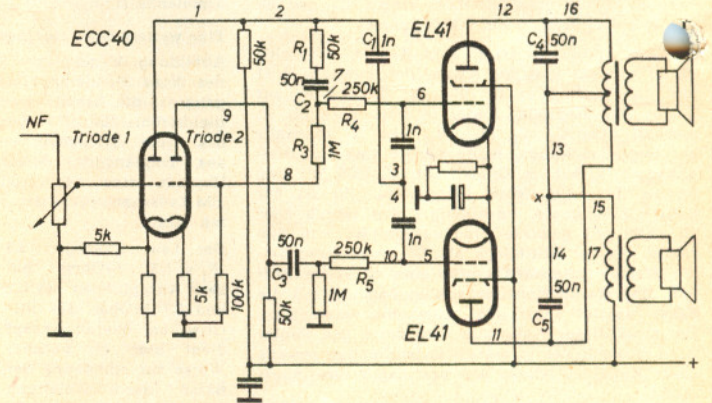 1
2
12
16
ECC40
50k
R1
50k
C1
1n
EL41
C4
50n
50n
7
C2
250k
6
R4
9
NF
Triode 1
Triode 2
R3
1M
1n
8
3
4
13
x
15
5k
50n
C3
250k
R5
10
1n
5
14
17
5k
100k
50k
1M
50n
C5
EL41
11
+